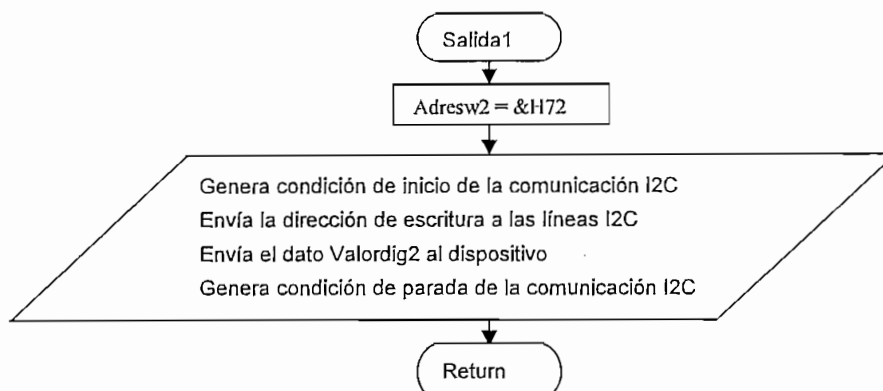 Salida1
Adresw2 = &H72
Genera condición de inicio de la comunicación I2C
Envía la dirección de escritura a las líneas I2C
Envía el dato Valordig2 al dispositivo
Genera condición de parada de la comunicación I2C
Return